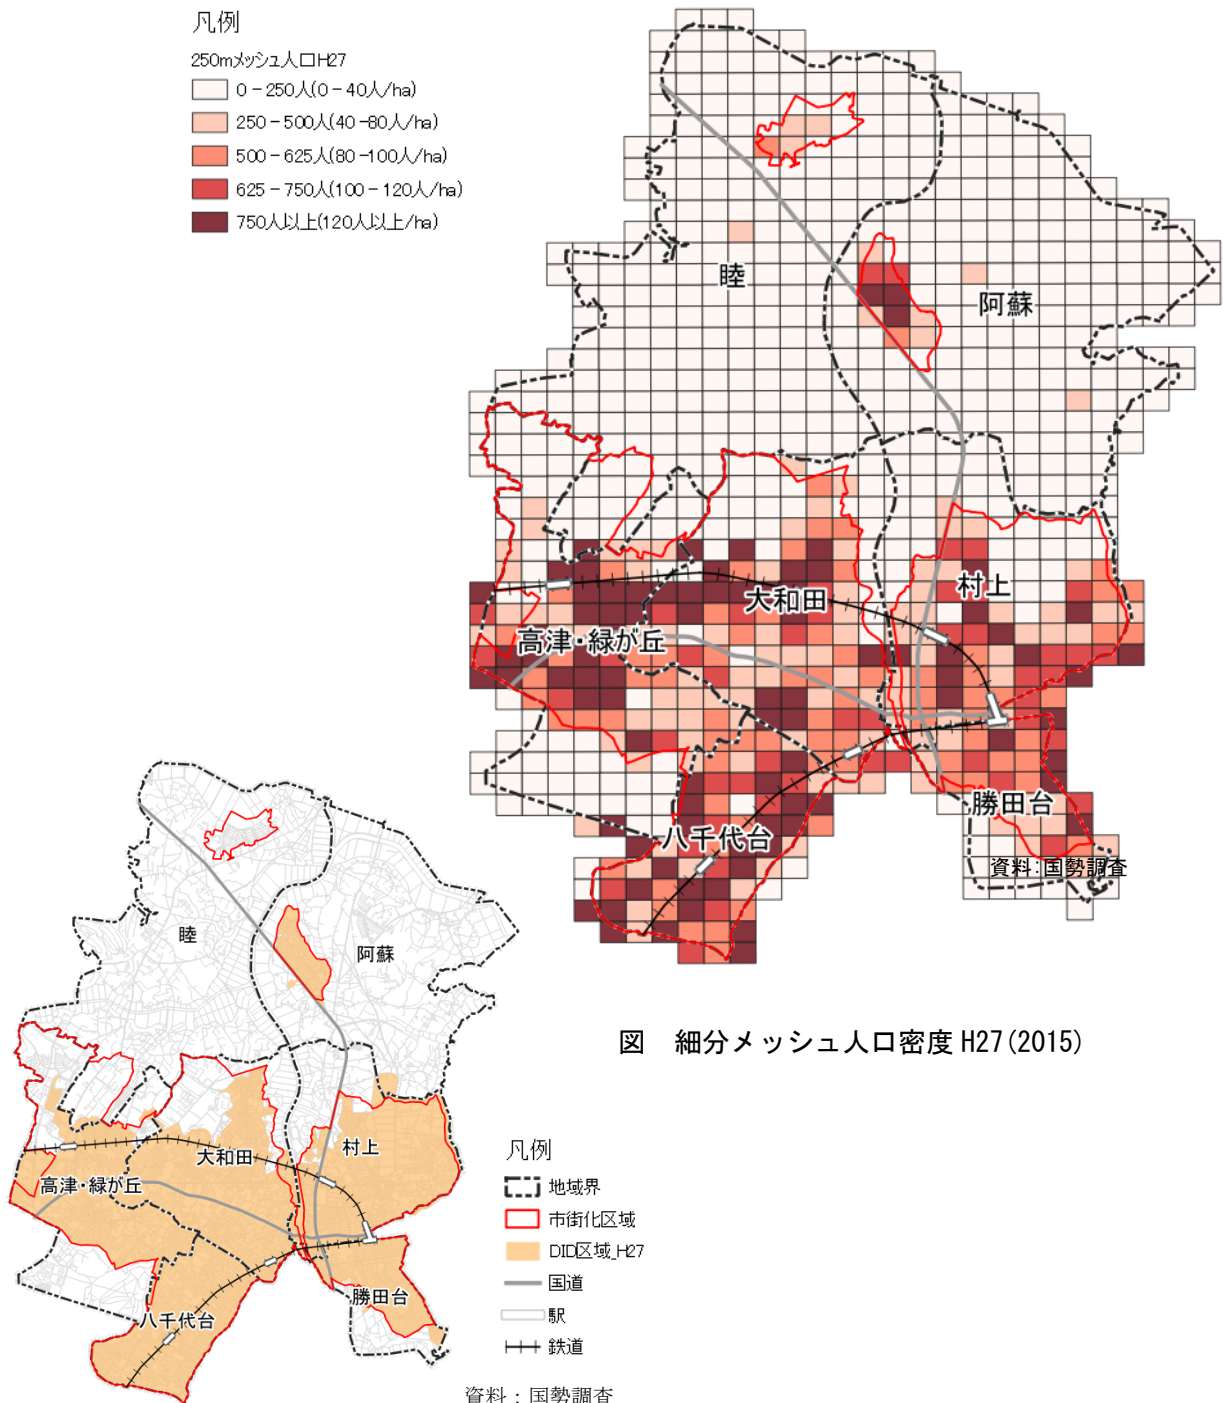 凡例
250mメッシュ人口H27
0-250人(0-40人/ha)
250-500人(40-80人/ha)
500-625人(80-100人/ha)
625-750人(100-120人/ha)
750人以上(120人以上/ha)
睦
阿蘇
村上
大和田
高津・緑が丘
勝田台
八千代台
資料:国勢調査
図 細分メッシュ人口密度 H27(2015)
睦
阿蘇
村上
大和田
高津・緑が丘
勝田台
八千代台
凡例
地域界
市街化区域
DID区域_H27
国道
駅
鉄道
資料:国勢調査